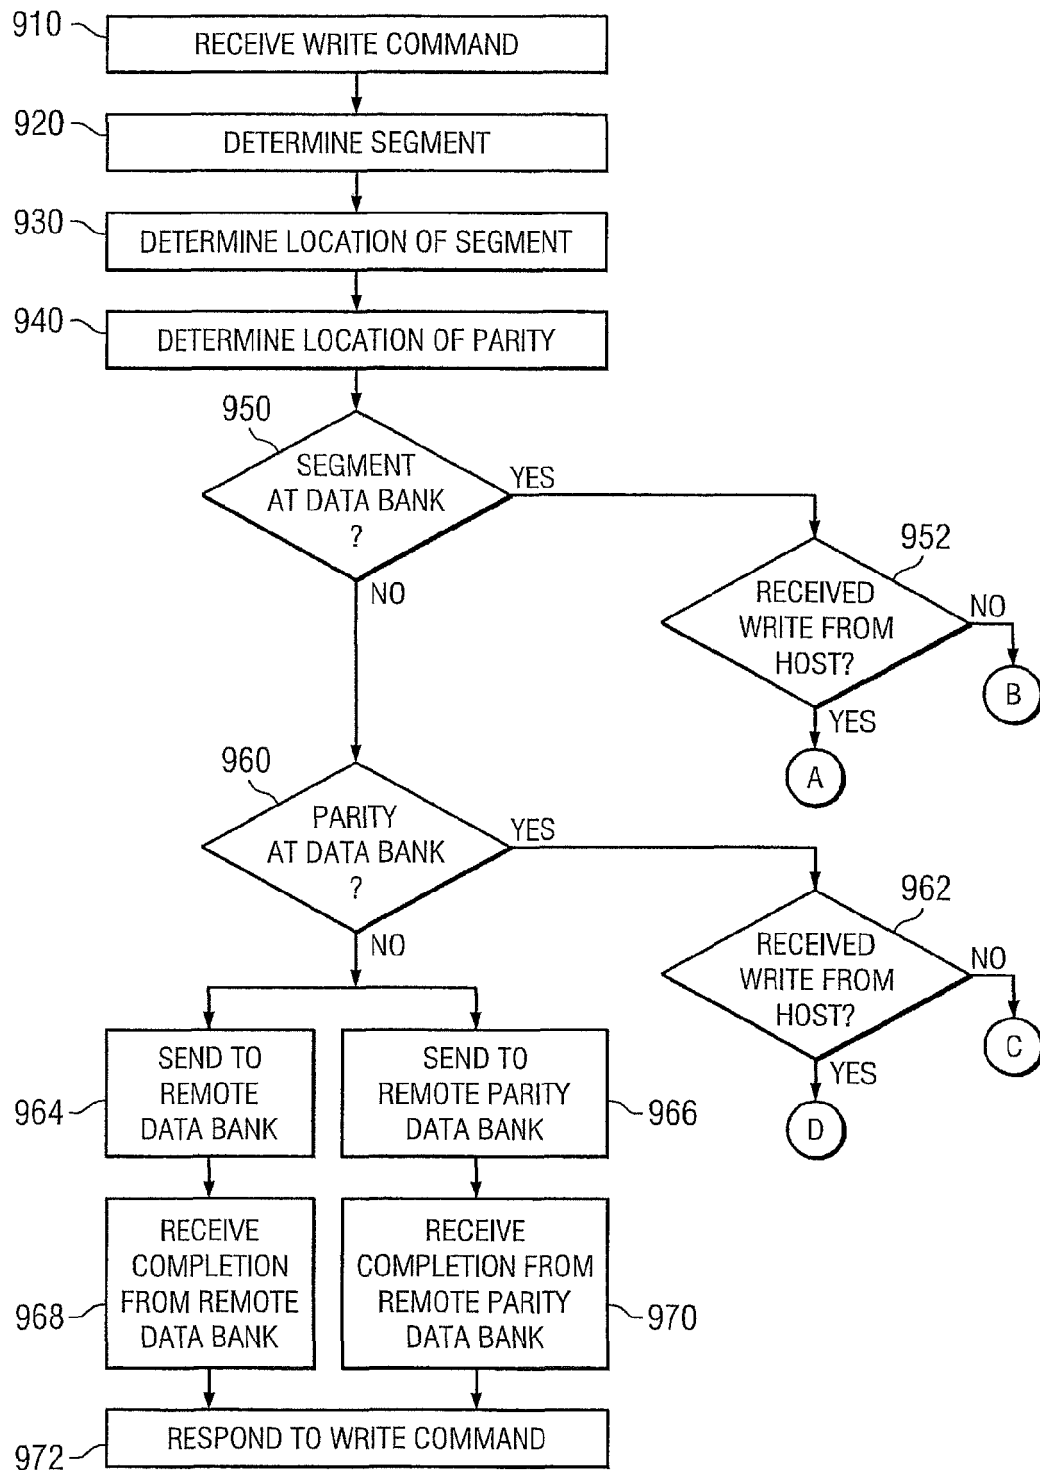 910
RECEIVE WRITE COMMAND
920
DETERMINE SEGMENT
930
DETERMINE LOCATION OF SEGMENT
940
DETERMINE LOCATION OF PARITY
950
SEGMENT
AT DATA BANK
?
YES
NO
952
RECEIVED
WRITE FROM
HOST?
NO
B
YES
A
960
PARITY
AT DATA BANK
?
YES
NO
962
RECEIVED
WRITE FROM
HOST?
NO
C
YES
D
964
SEND TO
REMOTE
DATA BANK
SEND TO
REMOTE PARITY
DATA BANK
966
968
RECEIVE
COMPLETION
FROM REMOTE
DATA BANK
RECEIVE
COMPLETION FROM
REMOTE PARITY
DATA BANK
970
972
RESPOND TO WRITE COMMAND